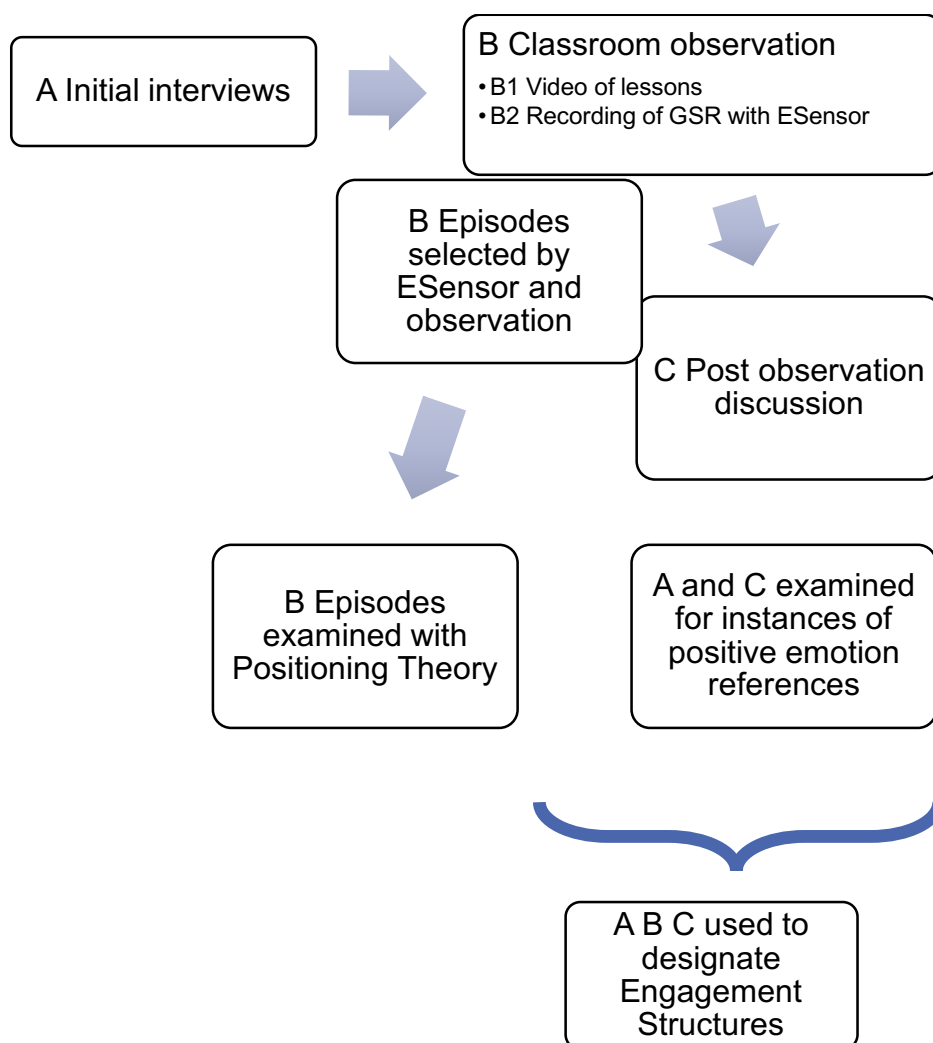 A Initial interviews
B Classroom observation
• B1 Video of lessons
• B2 Recording of GSR with ESensor
B Episodes
selected by
ESensor and
observation
C Post observation
discussion
B Episodes
examined with
Positioning Theory
A and C examined
for instances of
positive emotion
references
A B C used to
designate
Engagement
Structures